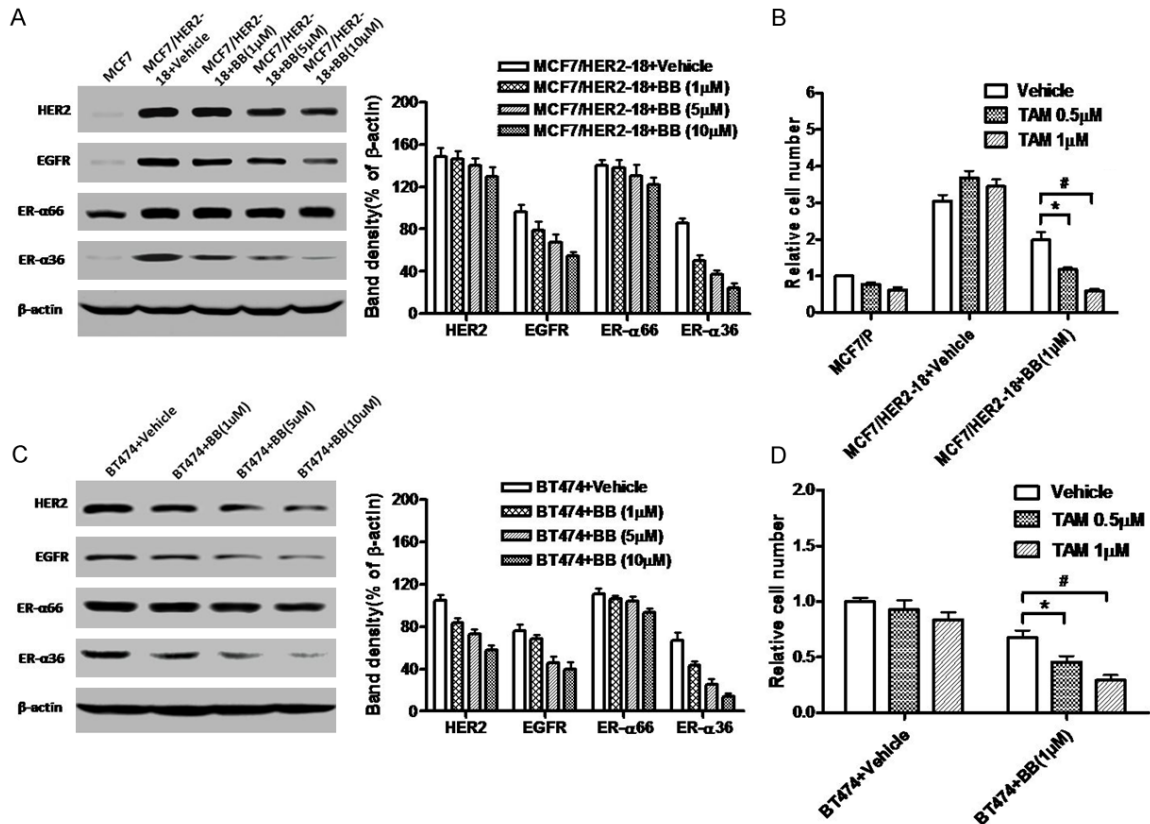 A
MCF7
MCF7/HER2-
18+Vehicle
MCF7/HER2-
18+BB(1µM)
MCF7/HER2-
18+BB(5µM)
MCF7/HER2-
18+BB(10µM)
HER2
EGFR
ER-α66
ER-α36
β-actin
MCF7/HER2-18+Vehicle
MCF7/HER2-18+BB (1µM)
MCF7/HER2-18+BB (5µM)
MCF7/HER2-18+BB (10µM)
Band density(% of β-actin)
200
160
120
80
40
0
HER2
EGFR
ER-α66
ER-α36
B
Vehicle
TAM 0.5µM
TAM 1µM
Relative cell number
6
4
2
1
0
#
*
MCF7/P
MCF7/HER2-18+Vehicle
MCF7/HER2-18+BB(1µM)
C
BT474+Vehicle
BT474+BB(1uM)
BT474+BB(5uM)
BT474+BB(10uM)
HER2
EGFR
ER-α66
ER-α36
β-actin
BT474+Vehicle
BT474+BB (1µM)
BT474+BB (5µM)
BT474+BB (10µM)
Band density(% of β-actin)
200
160
120
80
40
0
HER2
EGFR
ER-α66
ER-α36
D
Vehicle
TAM 0.5µM
TAM 1µM
Relative cell number
2.0
1.5
1.0
0.5
0.0
#
*
BT474+Vehicle
BT474+BB(1µM)